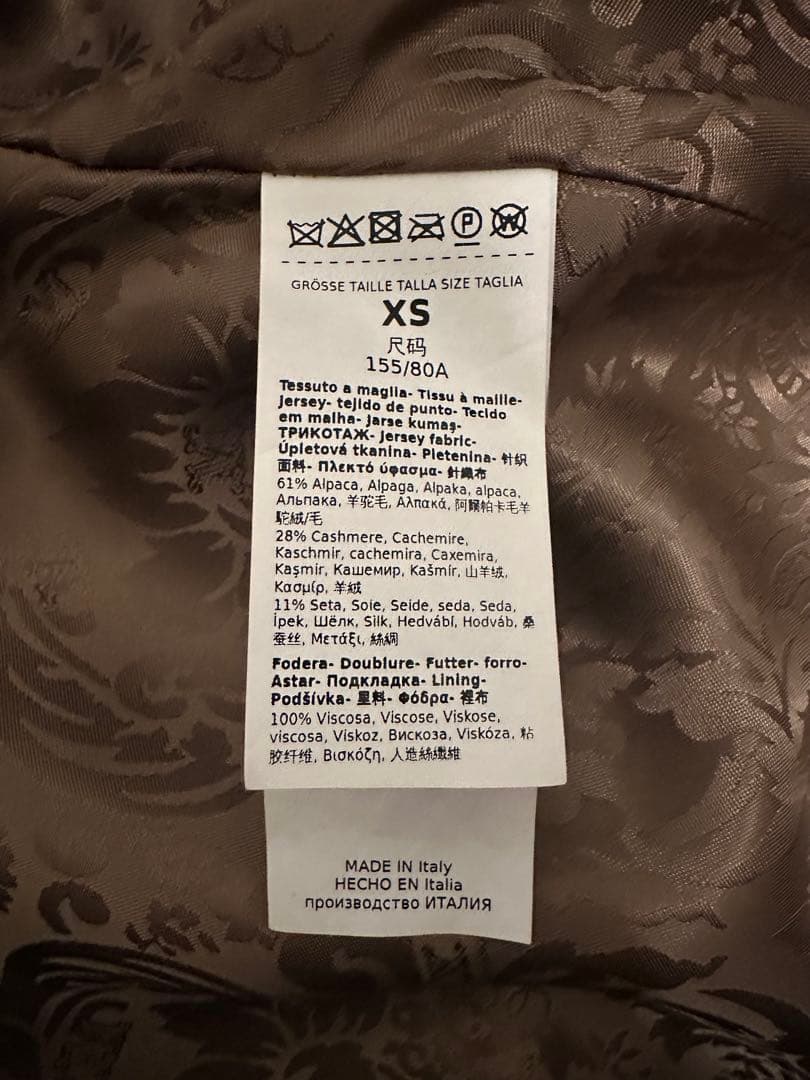 GRÖSSE TAILLE TALLA SIZE TAGLIA
XS
尺码
155/80A
Tessuto a maglia- Tissu à maille-
Jersey- tejido de punto- Tecido
em malha- Jarse kumaş-
ТРИКОТАЖ- Jersey fabric-
Úpletová tkanina- Pletenina- 针织
面料- Πλεκτό ύφασμα- 針織布
61% Alpaca, Alpaga, Alpaka, alpaca,
Альпака, 羊驼毛, Αλπακά, 阿爾帕卡毛羊
駝絨/毛
28% Cashmere, Cachemire,
Kaschmir, cachemira, Caxemira,
Kaşmir, Кашемир, Kašmír, 山羊绒,
Κασμίρ, 羊絨
11% Seta, Soie, Seide, seda, Seda,
İpek, Шёлк, Silk, Hedvábí, Hodváb, 桑
蚕丝, Μετάξι, 絲綢
Fodera- Doublure- Futter- forro-
Astar- Подкладка- Lining-
Podšívka- 里料- Φόδρα- 裡布
100% Viscosa, Viscose, Viskose,
viscosa, Viskoz, Вискоза, Viskóza, 粘
胶纤维, Βισκόζη, 人造絲纖維
MADE IN Italy
HECHO EN Italia
производство ИТАЛИЯ